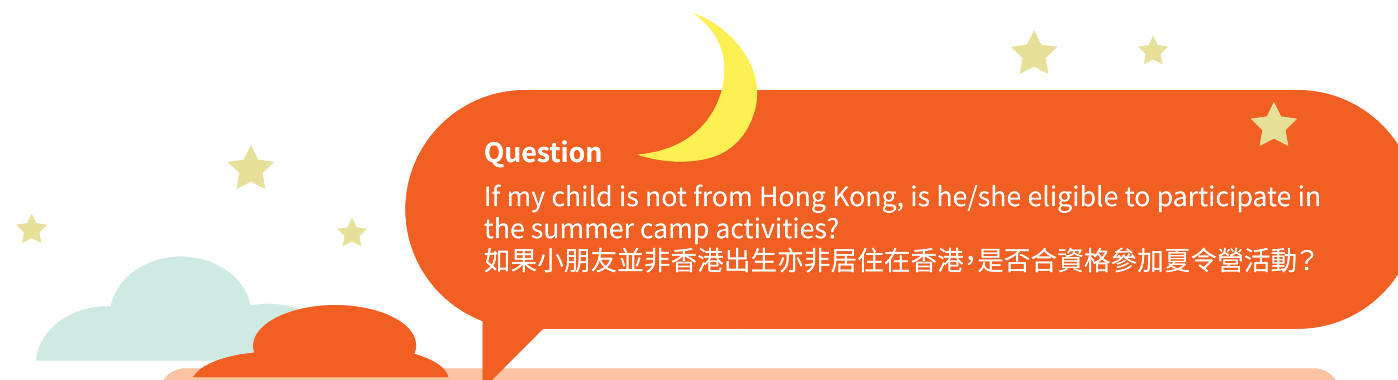 Question
If my child is not from Hong Kong, is he/she eligible to participate in
the summer camp activities?
如果小朋友並非香港出生亦非居住在香港，是否合資格參加夏令營活動？